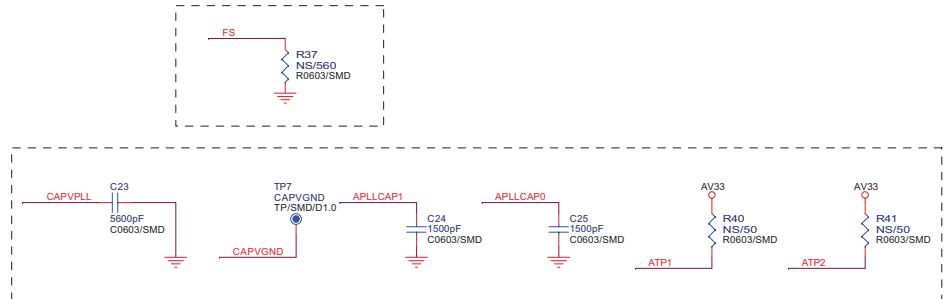 FS
R37
NS/560
R0603/SMD
CAPVPLL
C23
5600pF
C0603/SMD
TP7
CAPVGND
TP/SMD/D1.0
CAPVGND
APLLCAP1
C24
1500pF
C0603/SMD
APLLCAP0
C25
1500pF
C0603/SMD
AV33
R40
NS/50
R0603/SMD
ATP1
AV33
R41
NS/50
R0603/SMD
ATP2